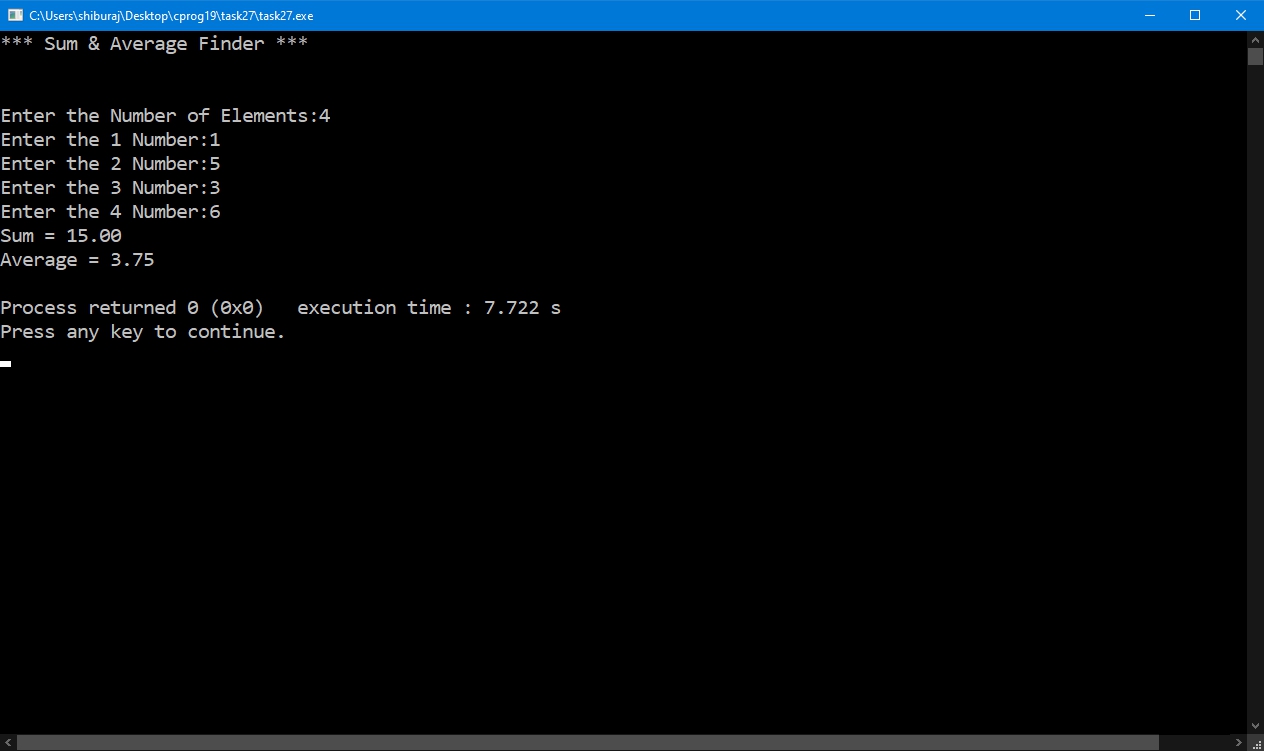 C:\Users\shiburaj\Desktop\cprog19\task27\task27.exe
*** Sum & Average Finder ***
Enter the Number of Elements:4
Enter the 1 Number:1
Enter the 2 Number:5
Enter the 3 Number:3
Enter the 4 Number:6
Sum = 15.00
Average = 3.75
Process returned 0 (0x0)   execution time : 7.722 s
Press any key to continue.